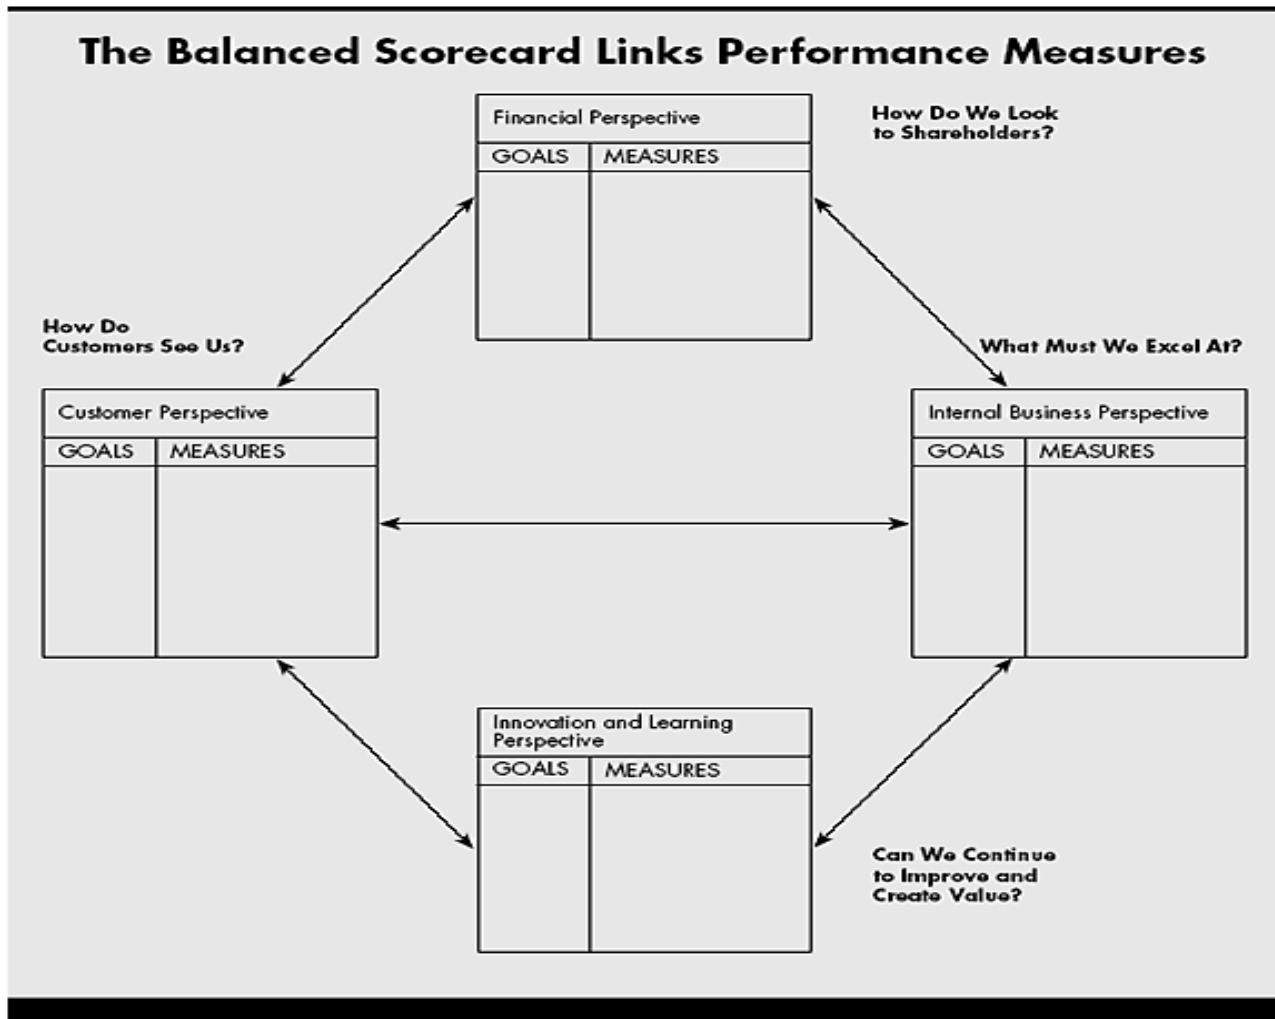 The Balanced Scorecard Links Performance Measures
Financial Perspective
GOALS MEASURES
How Do We Look
to Shareholders?
How Do
Customers See Us?
Customer Perspective
GOALS MEASURES
What Must We Excel At?
Internal Business Perspective
GOALS MEASURES
Innovation and Learning
Perspective
GOALS MEASURES
Can We Continue
to Improve and
Create Value?